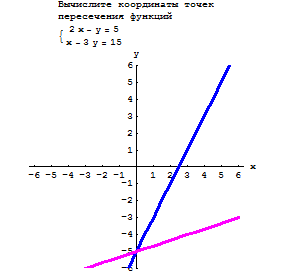 Вычислите координаты точек
пересечения функций
{ 2 x - y = 5
x - 3 y = 15
y
6
5
4
3
2
1
-6 -5 -4 -3 -2 -1 1 2 3 4 5 6 x
-1
-2
-3
-4
-5
-6